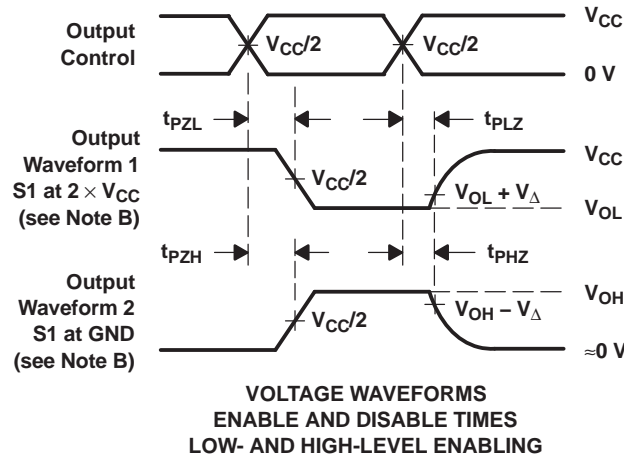 Output
Control
V_CC/2
V_CC/2
V_CC
0 V
t_PZL
t_PLZ
Output
Waveform 1
S1 at 2 × V_CC
(see Note B)
V_CC/2
V_OL + V_Δ
V_CC
V_OL
t_PZH
t_PHZ
Output
Waveform 2
S1 at GND
(see Note B)
V_CC/2
V_OH − V_Δ
V_OH
≈0 V
VOLTAGE WAVEFORMS
ENABLE AND DISABLE TIMES
LOW- AND HIGH-LEVEL ENABLING